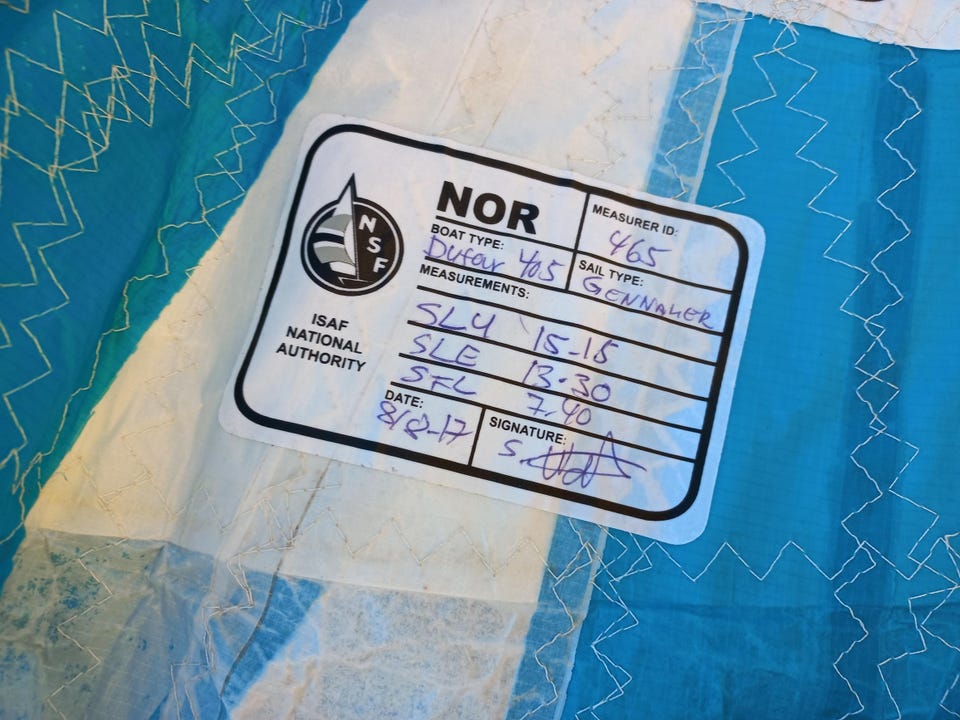 NSF
ISAF
NATIONAL
AUTHORITY
NOR
BOAT TYPE:
Dufour 405
MEASURER ID:
465
SAIL TYPE:
GENNAKER
MEASUREMENTS:
SLU 15-15
SLE 13.30
SFL 7.40
DATE:
8/8-17
SIGNATURE:
S.